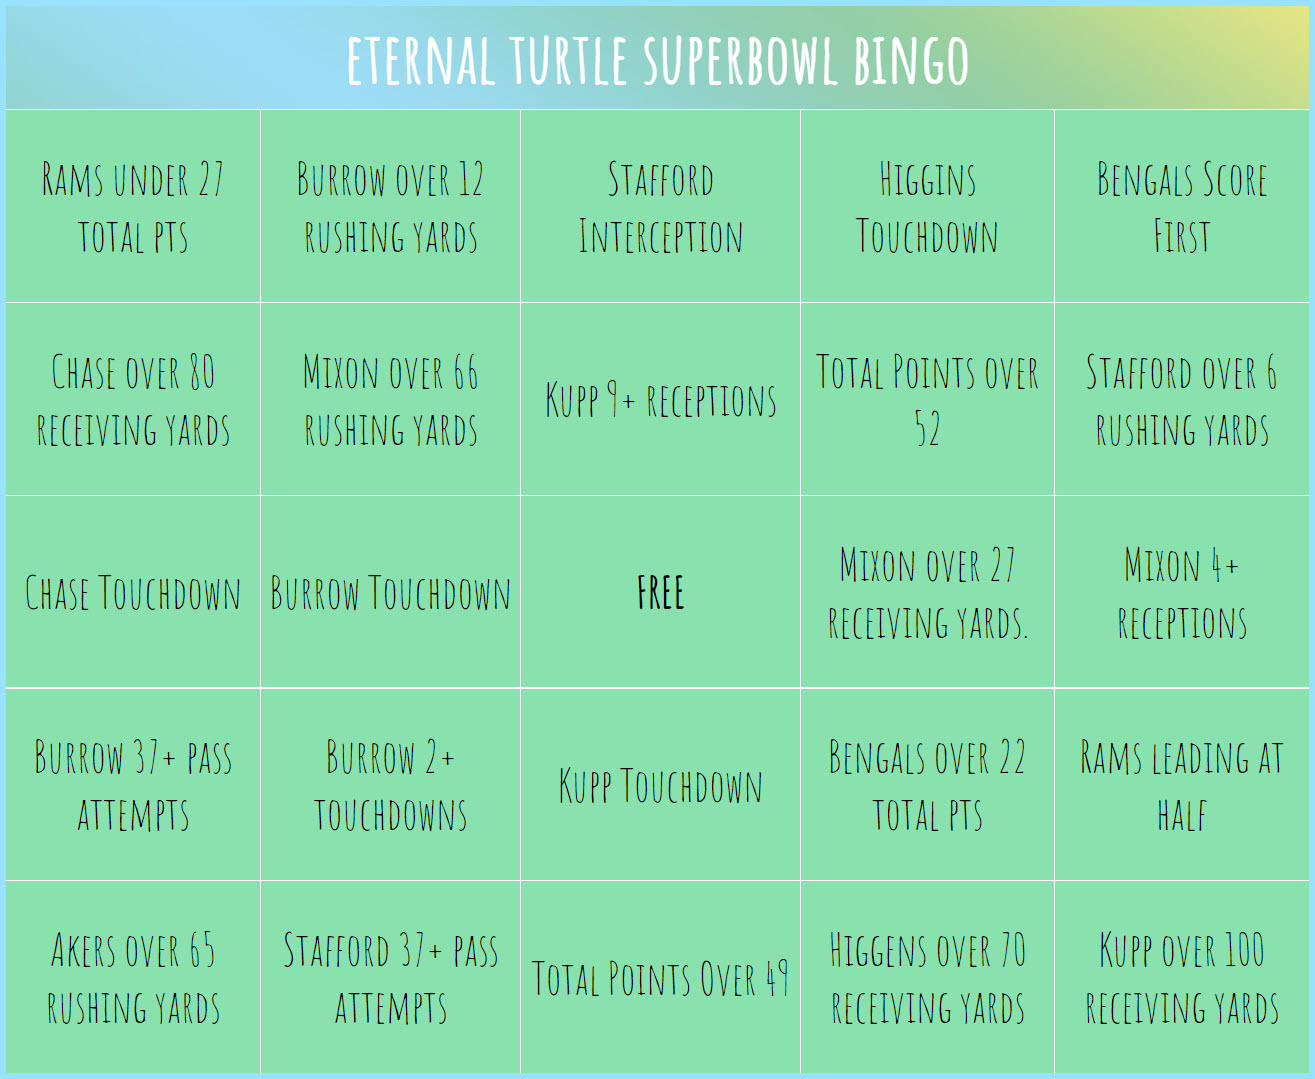 ETERNAL TURTLE SUPERBOWL BINGO
RAMS UNDER 27
TOTAL PTS
BURROW OVER 12
RUSHING YARDS
STAFFORD
INTERCEPTION
HIGGINS
TOUCHDOWN
BENGALS SCORE
FIRST
CHASE OVER 80
RECEIVING YARDS
MIXON OVER 66
RUSHING YARDS
KUPP 9+ RECEPTIONS
TOTAL POINTS OVER
52
STAFFORD OVER 6
RUSHING YARDS
CHASE TOUCHDOWN
BURROW TOUCHDOWN
FREE
MIXON OVER 27
RECEIVING YARDS.
MIXON 4+
RECEPTIONS
BURROW 37+ PASS
ATTEMPTS
BURROW 2+
TOUCHDOWNS
KUPP TOUCHDOWN
BENGALS OVER 22
TOTAL PTS
RAMS LEADING AT
HALF
AKERS OVER 65
RUSHING YARDS
STAFFORD 37+ PASS
ATTEMPTS
TOTAL POINTS OVER 49
HIGGENS OVER 70
RECEIVING YARDS
KUPP OVER 100
RECEIVING YARDS